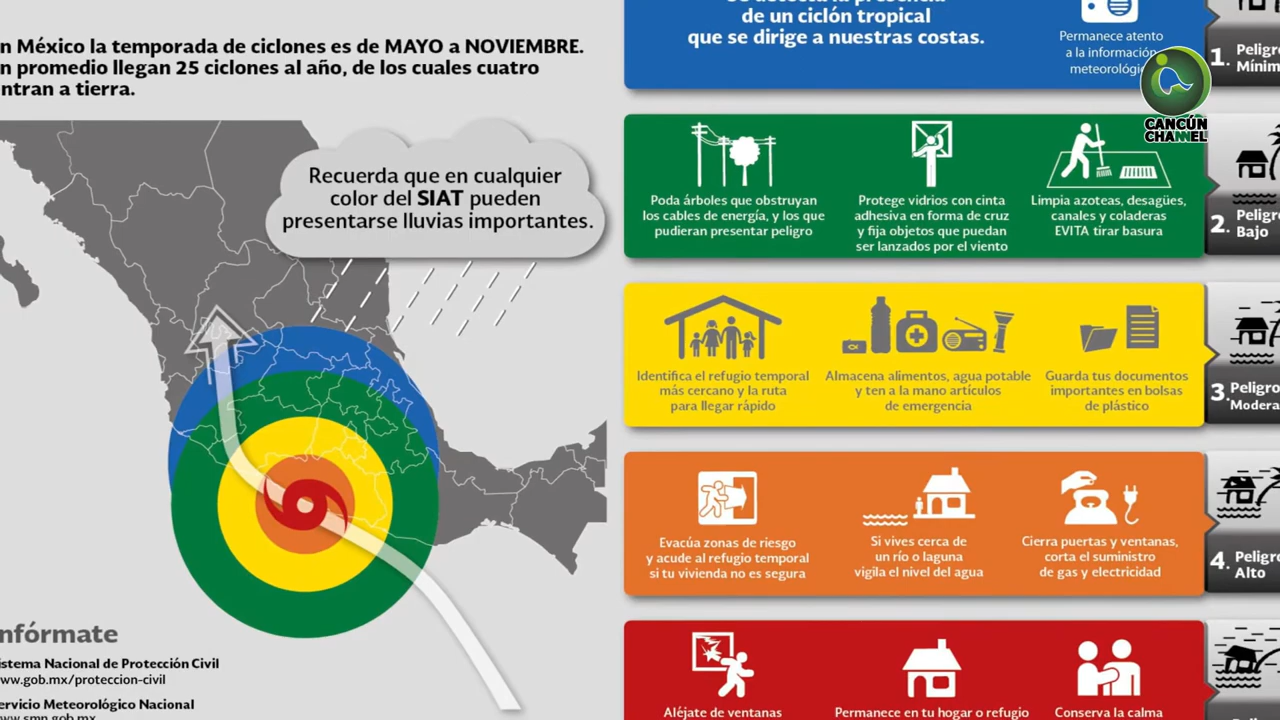 n México la temporada de ciclones es de MAYO a NOVIEMBRE.
n promedio llegan 25 ciclones al año, de los cuales cuatro
ntran a tierra.
Recuerda que en cualquier
color del SIAT pueden
presentarse lluvias importantes.
nfórmate
istema Nacional de Protección Civil
ww.gob.mx/proteccion-civil
ervicio Meteorológico Nacional
ww.smn.gob.mx
de un ciclón tropical
que se dirige a nuestras costas.
Permanece atento
a la información
meteorológic
1. Peligro
Mínim
CANCÚN
CHANNEL
Poda árboles que obstruyan
los cables de energía, y los que
pudieran presentar peligro
Protege vidrios con cinta
adhesiva en forma de cruz
y fija objetos que puedan
ser lanzados por el viento
Limpia azoteas, desagües,
canales y coladeras
EVITA tirar basura
2. Peligro
Bajo
Identifica el refugio temporal
más cercano y la ruta
para llegar rápido
Almacena alimentos, agua potable
y ten a la mano artículos
de emergencia
Guarda tus documentos
importantes en bolsas
de plástico
3. Peligro
Modera
Evacúa zonas de riesgo
y acude al refugio temporal
si tu vivienda no es segura
Si vives cerca de
un río o laguna
vigila el nivel del agua
Cierra puertas y ventanas,
corta el suministro
de gas y electricidad
4. Peligro
Alto
Aléjate de ventanas
Permanece en tu hogar o refugio
Conserva la calma